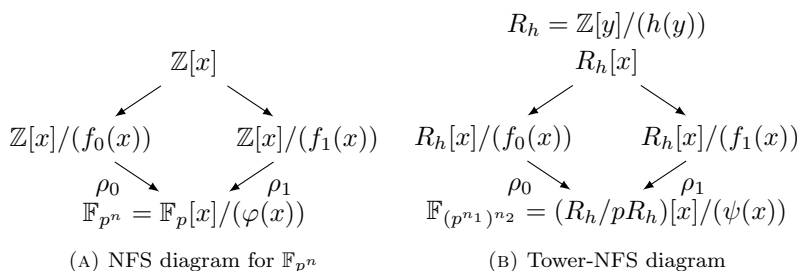 R_h = ℤ[y]/(h(y))
ℤ[x] R_h[x]
ℤ[x]/(f_0(x)) ℤ[x]/(f_1(x)) R_h[x]/(f_0(x)) R_h[x]/(f_1(x))
ρ_0 ρ_1 ρ_0 ρ_1
𝔽_{p^n} = 𝔽_p[x]/(φ(x)) 𝔽_{(p^{n_1})^{n_2}} = (R_h/pR_h)[x]/(ψ(x))
(A) NFS diagram for 𝔽_{p^n} (B) Tower-NFS diagram